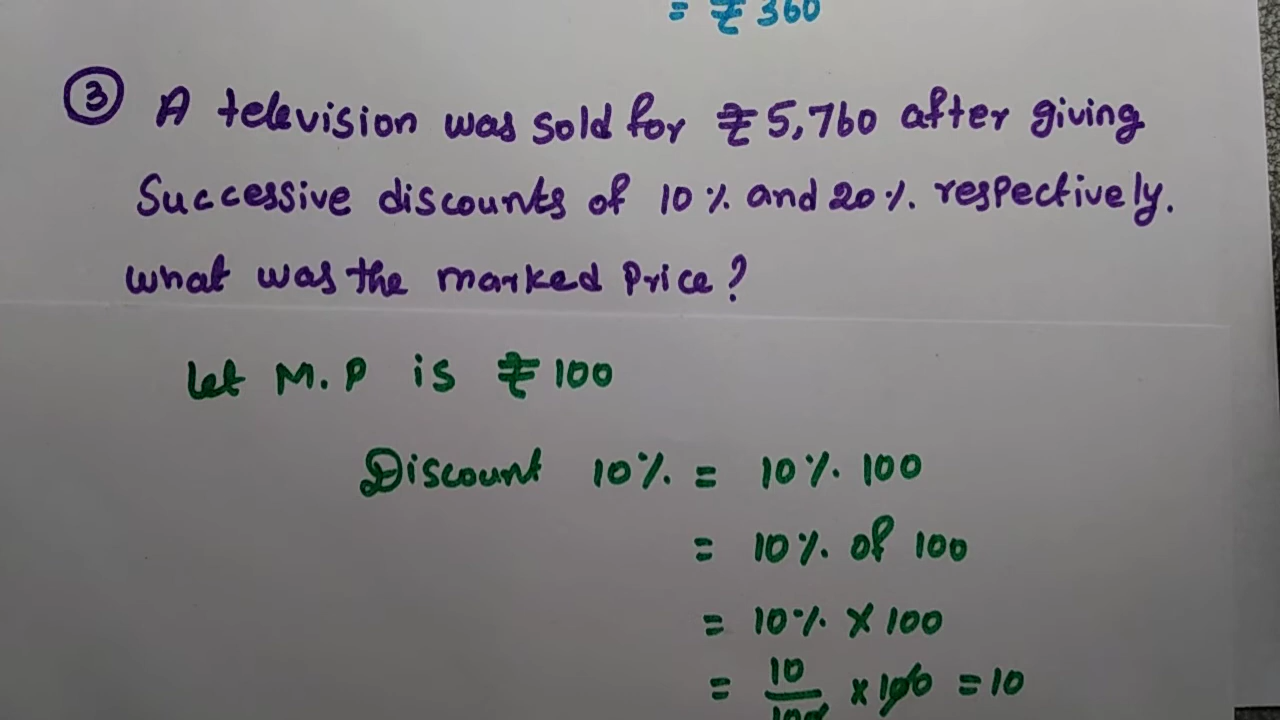 = ₹ 360
③ A television was sold for ₹5,760 after giving
Successive discounts of 10% and 20%. respectively.
what was the marked Price?
Let M.P is ₹100
Discount 10% = 10% 100
= 10% of 100
= 10% × 100
= 10/100 × 100 = 10